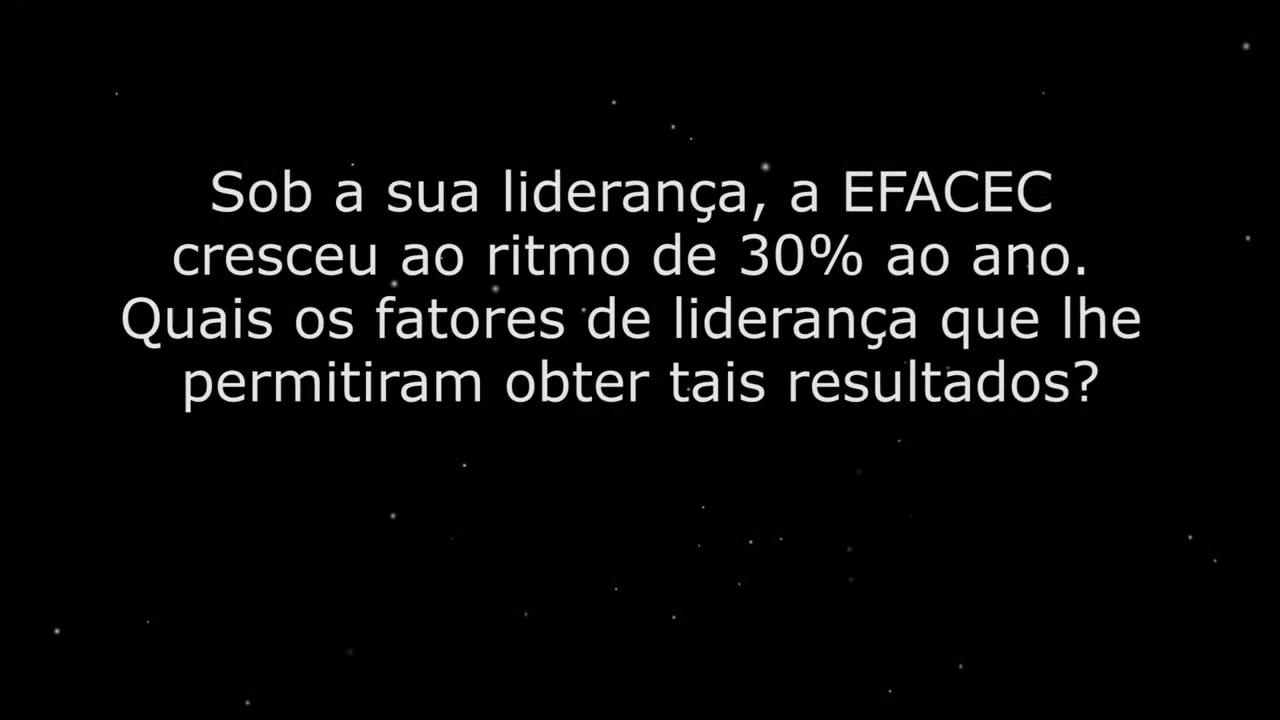 Sob a sua liderança, a EFACEC
cresceu ao ritmo de 30% ao ano.
Quais os fatores de liderança que lhe
permitiram obter tais resultados?